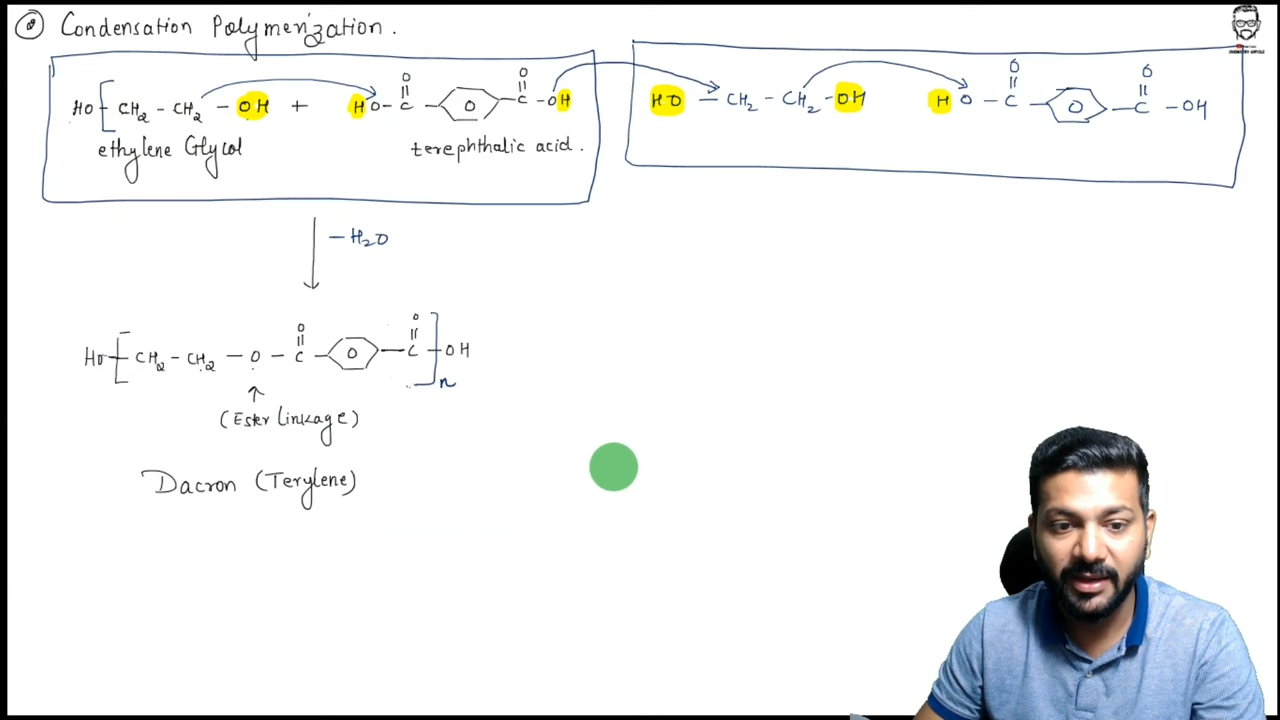 Condensation Polymerization.
HO [ CH2 - CH2 - OH + HO - C - O - C - OH
O O
ethylene Glycol terephthalic acid.
HO - CH2 - CH2 - OH HO - C - O - C - OH
O O
- H2O
O O
HO [ CH2 - CH2 - O - C - O - C ] OH
n
(Ester linkage)
Dacron (Terylene)